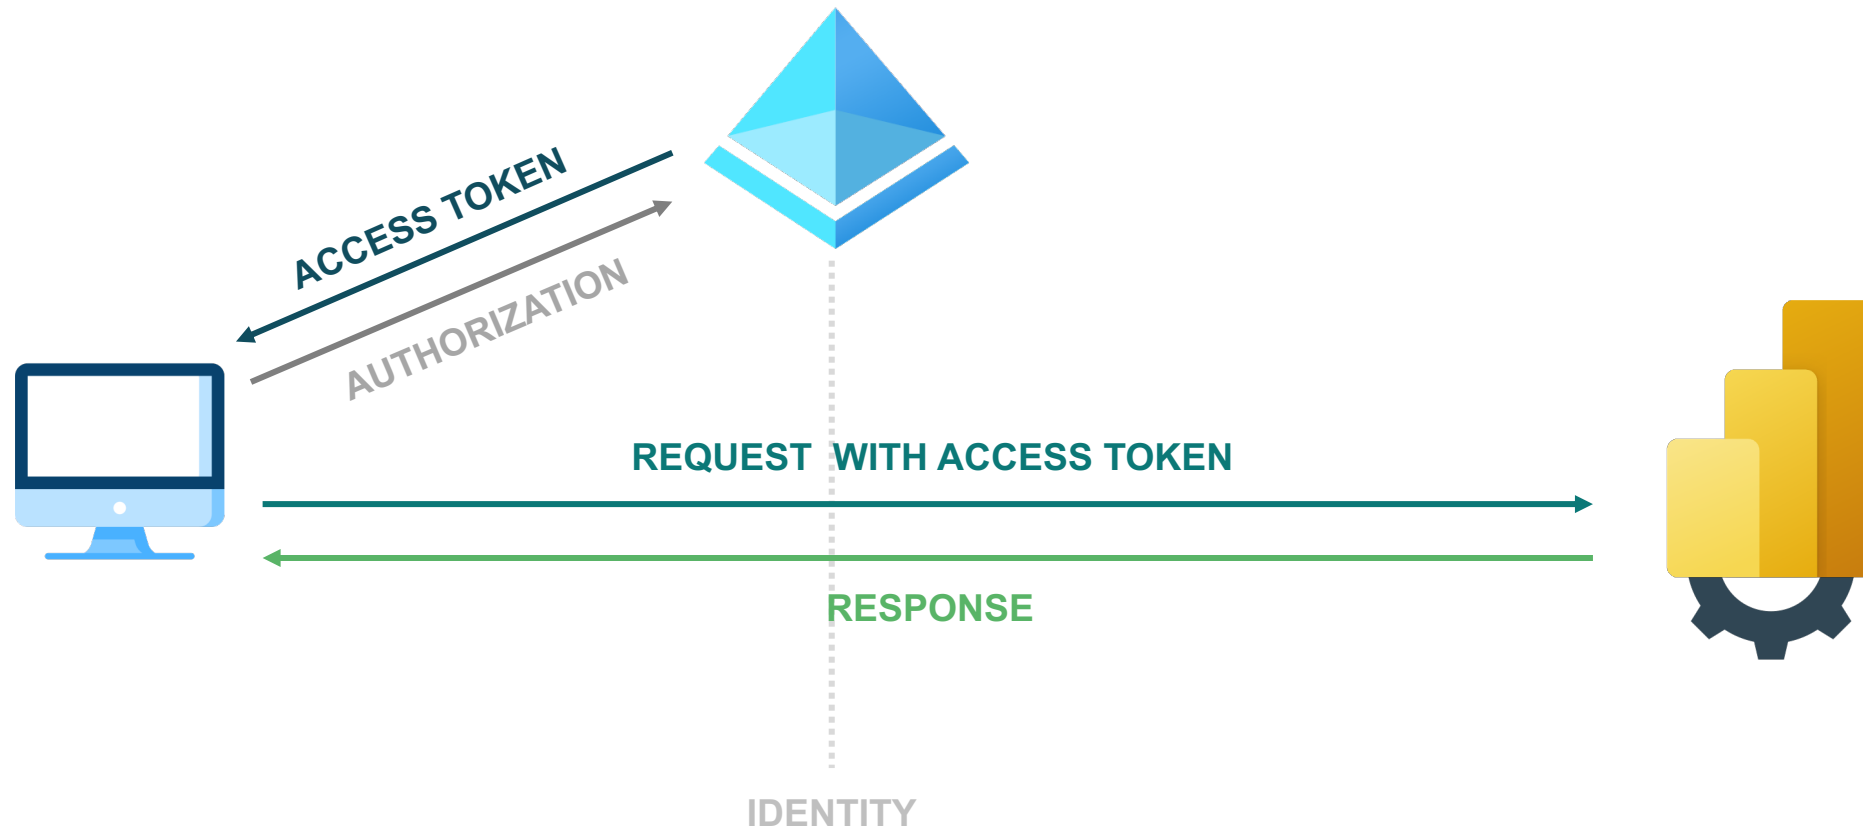 ACCESS TOKEN
AUTHORIZATION
REQUEST  WITH ACCESS TOKEN
RESPONSE
IDENTITY